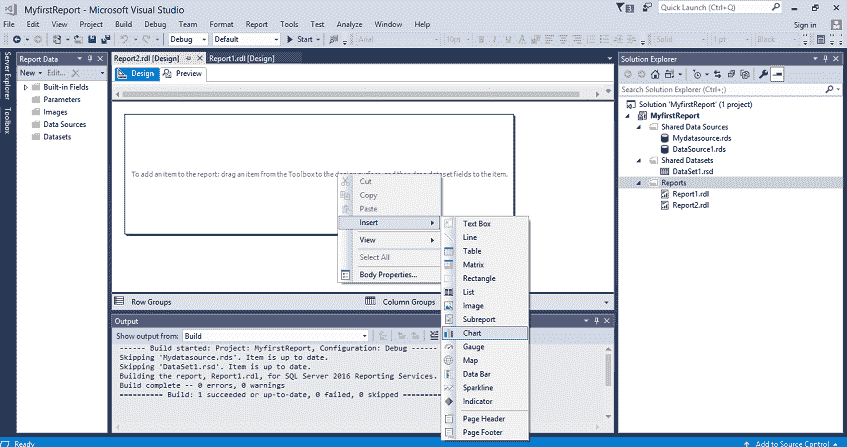 MyfirstReport - Microsoft Visual Studio
3
Quick Launch (Ctrl+Q)
File Edit View Project Build Debug Team Format Report Tools Test Analyze Window Help
Sign in
Debug Default Start
Arial 10pt Solid 1pt Black
Server Explorer
Toolbox
Report Data
New Edit...
Built-in Fields
Parameters
Images
Data Sources
Datasets
Report2.rdl [Design] Report1.rdl [Design]
Design Preview
To add an item to the report: drag an item from the Toolbox to the design surface and then drag dataset fields to the item.
Cut
Copy
Paste
Insert
View
Select All
Body Properties...
Text Box
Line
Table
Matrix
Rectangle
List
Image
Subreport
Chart
Gauge
Map
Data Bar
Sparkline
Indicator
Page Header
Page Footer
Row Groups Column Groups
Output
Show output from: Build
------ Build started: Project: MyfirstReport, Configuration: Debug ------
Skipping 'Mydatasource.rds'. Item is up to date.
Skipping 'DataSet1.rsd'. Item is up to date.
Building the report, Report1.rdl, for SQL Server 2016 Reporting Services.
Build complete -- 0 errors, 0 warnings
========== Build: 1 succeeded or up-to-date, 0 failed, 0 skipped ==========
Solution Explorer
Search Solution Explorer (Ctrl+;)
Solution 'MyfirstReport' (1 project)
MyfirstReport
Shared Data Sources
Mydatasource.rds
DataSource1.rds
Shared Datasets
DataSet1.rsd
Reports
Report1.rdl
Report2.rdl
Ready
Add to Source Control